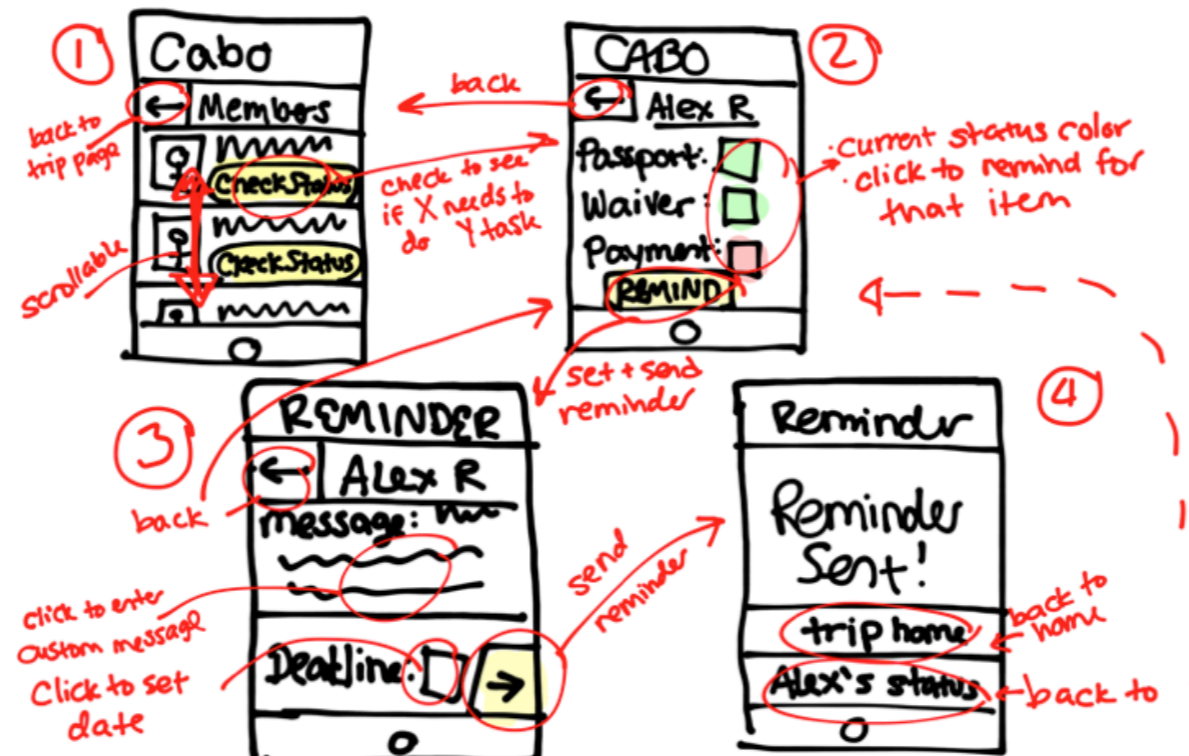 1
Cabo
← Members
Check Status
Check Status
back to
trip page
scrollable
back
check to see
if X needs to
do Y task
2
CABO
← Alex R
Passport:
Waiver:
Payment:
REMIND
· current status color
· click to remind for
that item
set + send
reminder
3
REMINDER
← ALex R
message:
Deadline:
→
back
click to enter
custom message
Click to set
date
send
reminder
4
Reminder
Reminder
Sent!
trip home
Alex's status
back to
home
back to